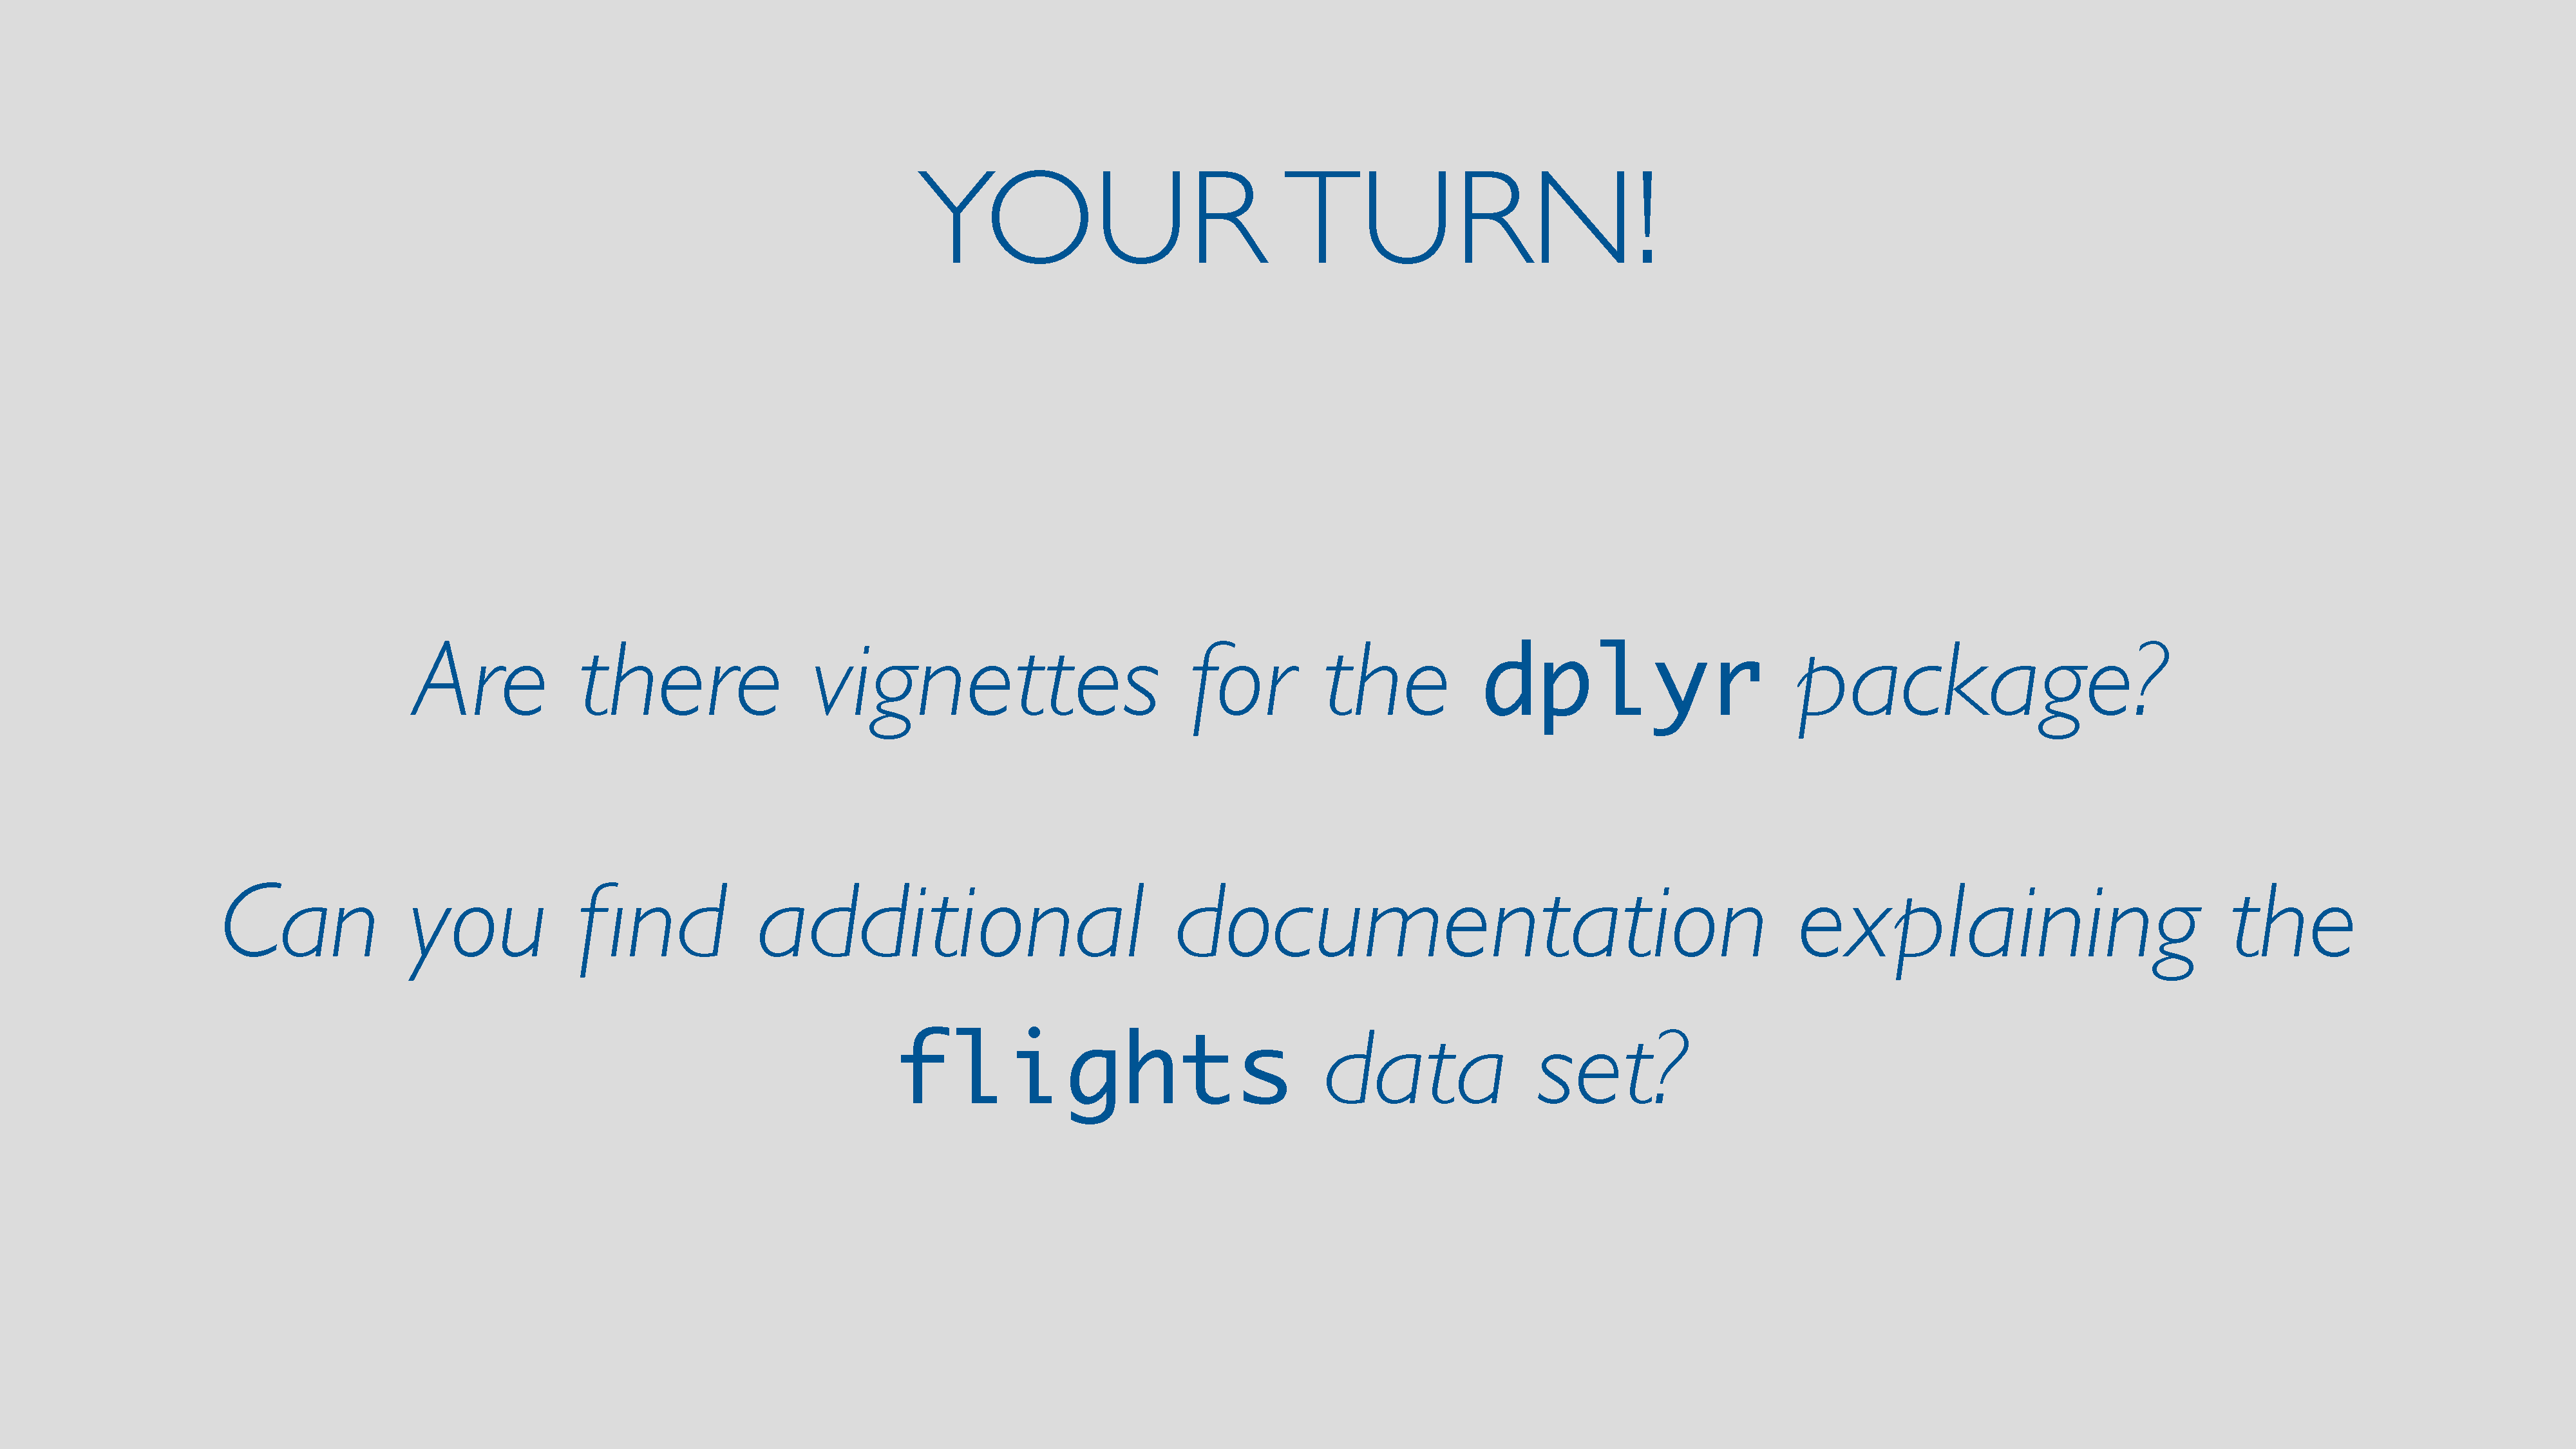 YOUR TURN!
Are there vignettes for the dplyr package?
Can you find additional documentation explaining the
flights data set?